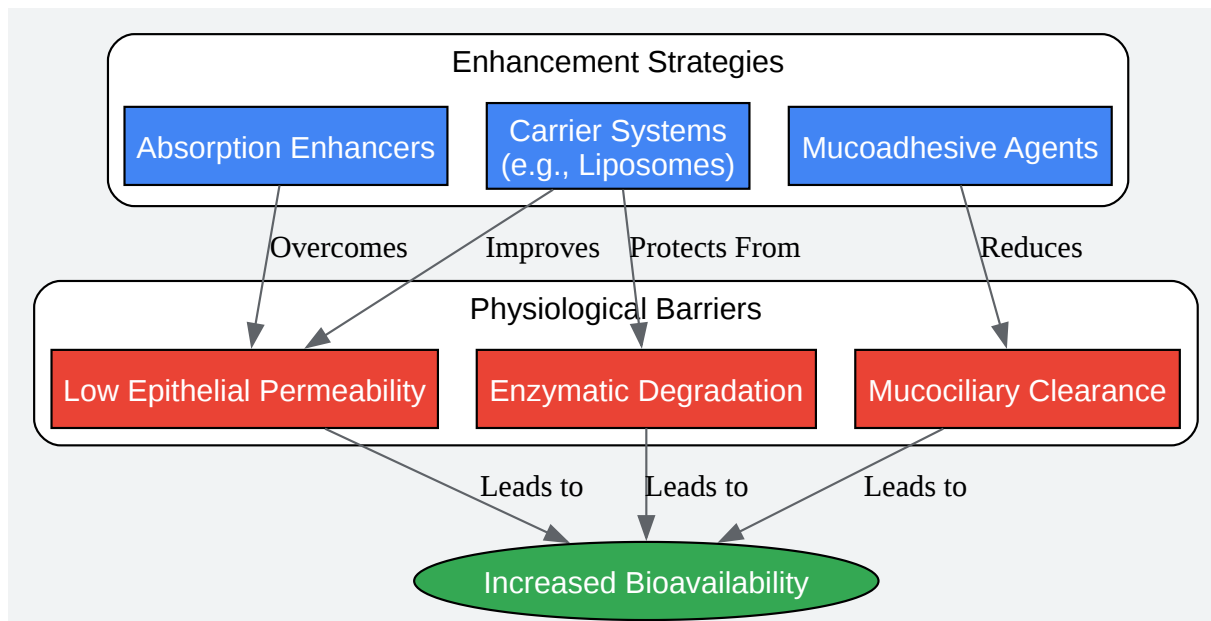 Enhancement Strategies
Absorption Enhancers
Carrier Systems
(e.g., Liposomes)
Mucoadhesive Agents
Overcomes
Improves
Protects From
Reduces
Physiological Barriers
Low Epithelial Permeability
Enzymatic Degradation
Mucociliary Clearance
Leads to
Leads to
Leads to
Increased Bioavailability